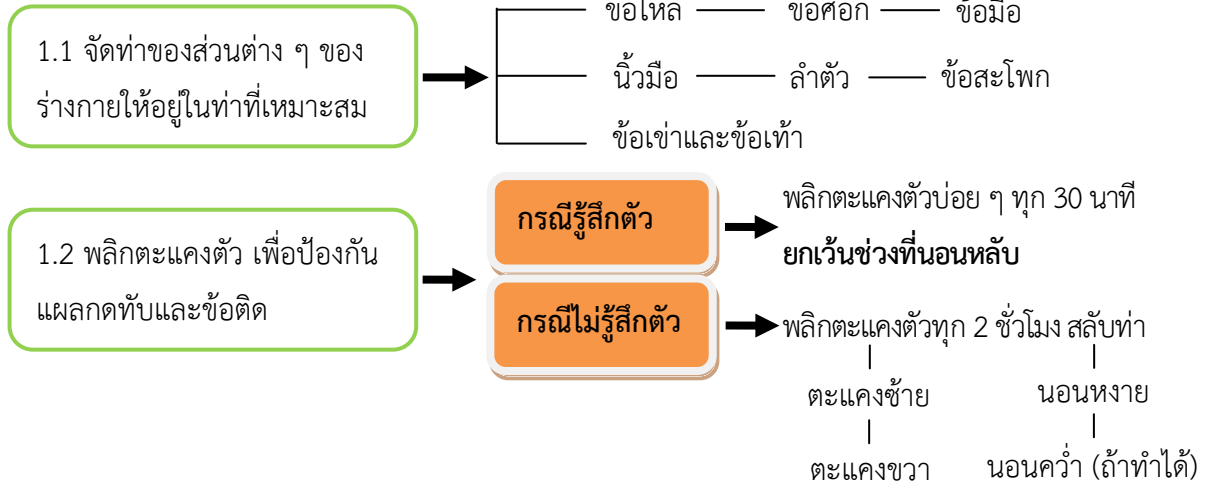 ข้อไหล่ ข้อศอก ข้อมือ
1.1 จัดท่าของส่วนต่าง ๆ ของ
ร่างกายให้อยู่ในท่าที่เหมาะสม
นิ้วมือ ลำตัว ข้อสะโพก
ข้อเข่าและข้อเท้า
1.2 พลิกตะแคงตัว เพื่อป้องกัน
แผลกดทับและข้อติด
กรณีรู้สึกตัว
พลิกตะแคงตัวบ่อย ๆ ทุก 30 นาที
ยกเว้นช่วงที่นอนหลับ
กรณีไม่รู้สึกตัว
พลิกตะแคงตัวทุก 2 ชั่วโมง สลับท่า
ตะแคงซ้าย นอนหงาย
ตะแคงขวา นอนคว่ำ (ถ้าทำได้)